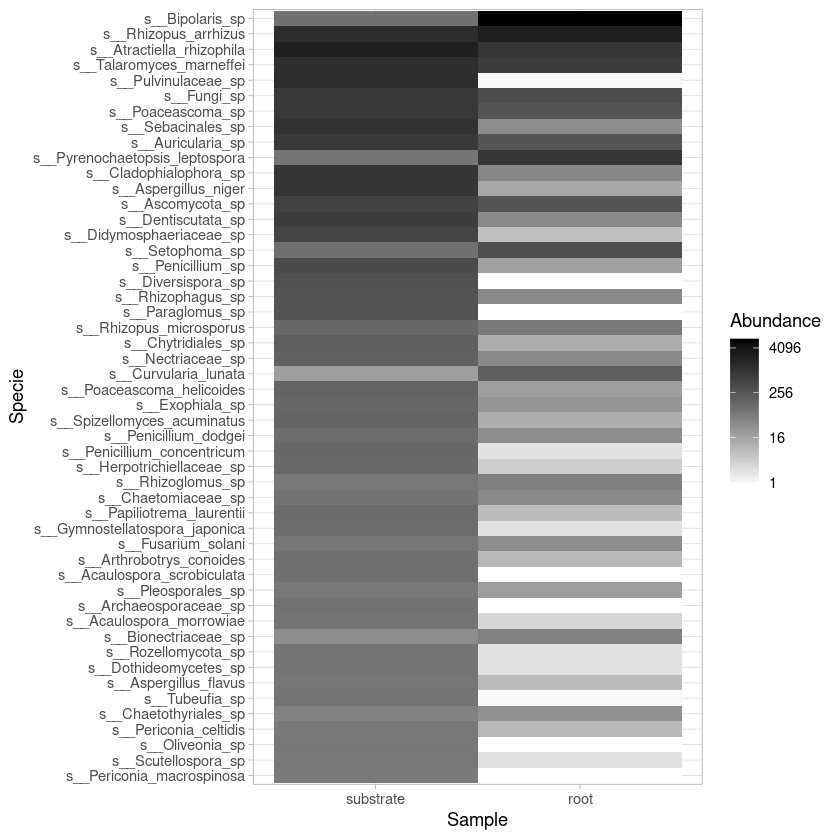 s__Bipolaris_sp
s__Rhizopus_arrhizus
s__Atractiella_rhizophila
s__Talaromyces_marneffei
s__Pulvinulaceae_sp
s__Fungi_sp
s__Poaceascoma_sp
s__Sebacinales_sp
s__Auricularia_sp
s__Pyrenochaetopsis_leptospora
s__Cladophialophora_sp
s__Aspergillus_niger
s__Ascomycota_sp
s__Dentiscutata_sp
s__Didymosphaeriaceae_sp
s__Setophoma_sp
s__Penicillium_sp
s__Diversispora_sp
s__Rhizophagus_sp
s__Paraglomus_sp
s__Rhizopus_microsporus
s__Chytridiales_sp
s__Nectriaceae_sp
s__Curvularia_lunata
s__Poaceascoma_helicoides
s__Exophiala_sp
s__Spizellomyces_acuminatus
s__Penicillium_dodgei
s__Penicillium_concentricum
s__Herpotrichiellaceae_sp
s__Rhizoglomus_sp
s__Chaetomiaceae_sp
s__Papiliotrema_laurentii
s__Gymnostellatospora_japonica
s__Fusarium_solani
s__Arthrobotrys_conoides
s__Acaulospora_scrobiculata
s__Pleosporales_sp
s__Archaeosporaceae_sp
s__Acaulospora_morrowiae
s__Bionectriaceae_sp
s__Rozellomycota_sp
s__Dothideomycetes_sp
s__Aspergillus_flavus
s__Tubeufia_sp
s__Chaetothyriales_sp
s__Periconia_celtidis
s__Oliveonia_sp
s__Scutellospora_sp
s__Periconia_macrospinosa
Specie
substrate
root
Sample
Abundance
4096
256
16
1